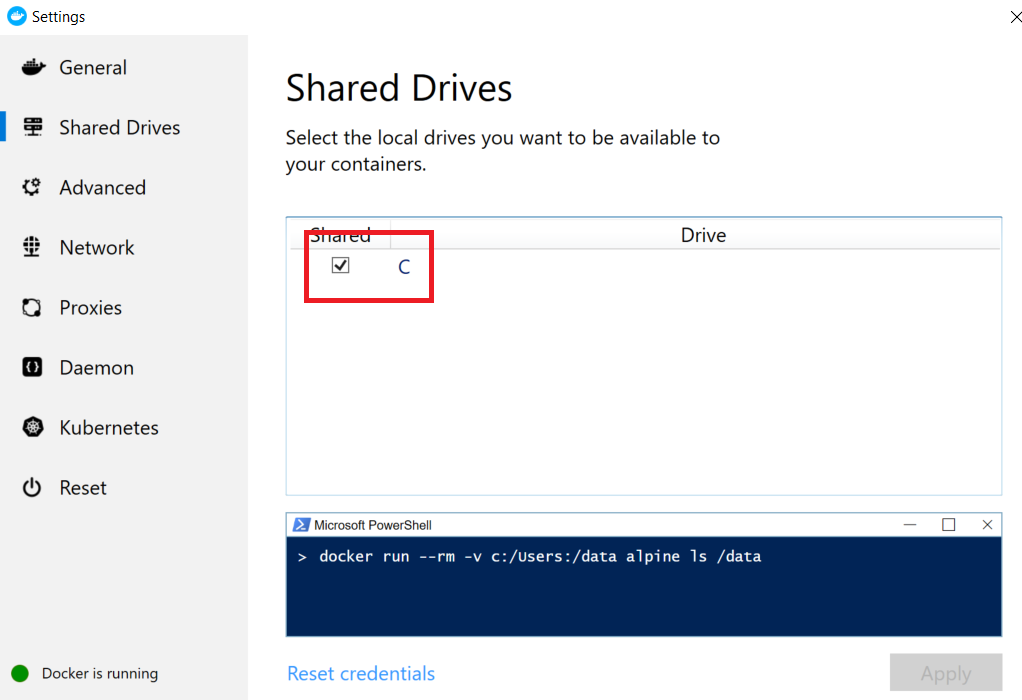 Settings
General
Shared Drives
Advanced
Network
Proxies
Daemon
Kubernetes
Reset
Docker is running
Shared Drives
Select the local drives you want to be available to
your containers.
Shared Drive
C
Microsoft PowerShell
> docker run --rm -v c:/Users:/data alpine ls /data
Reset credentials
Apply